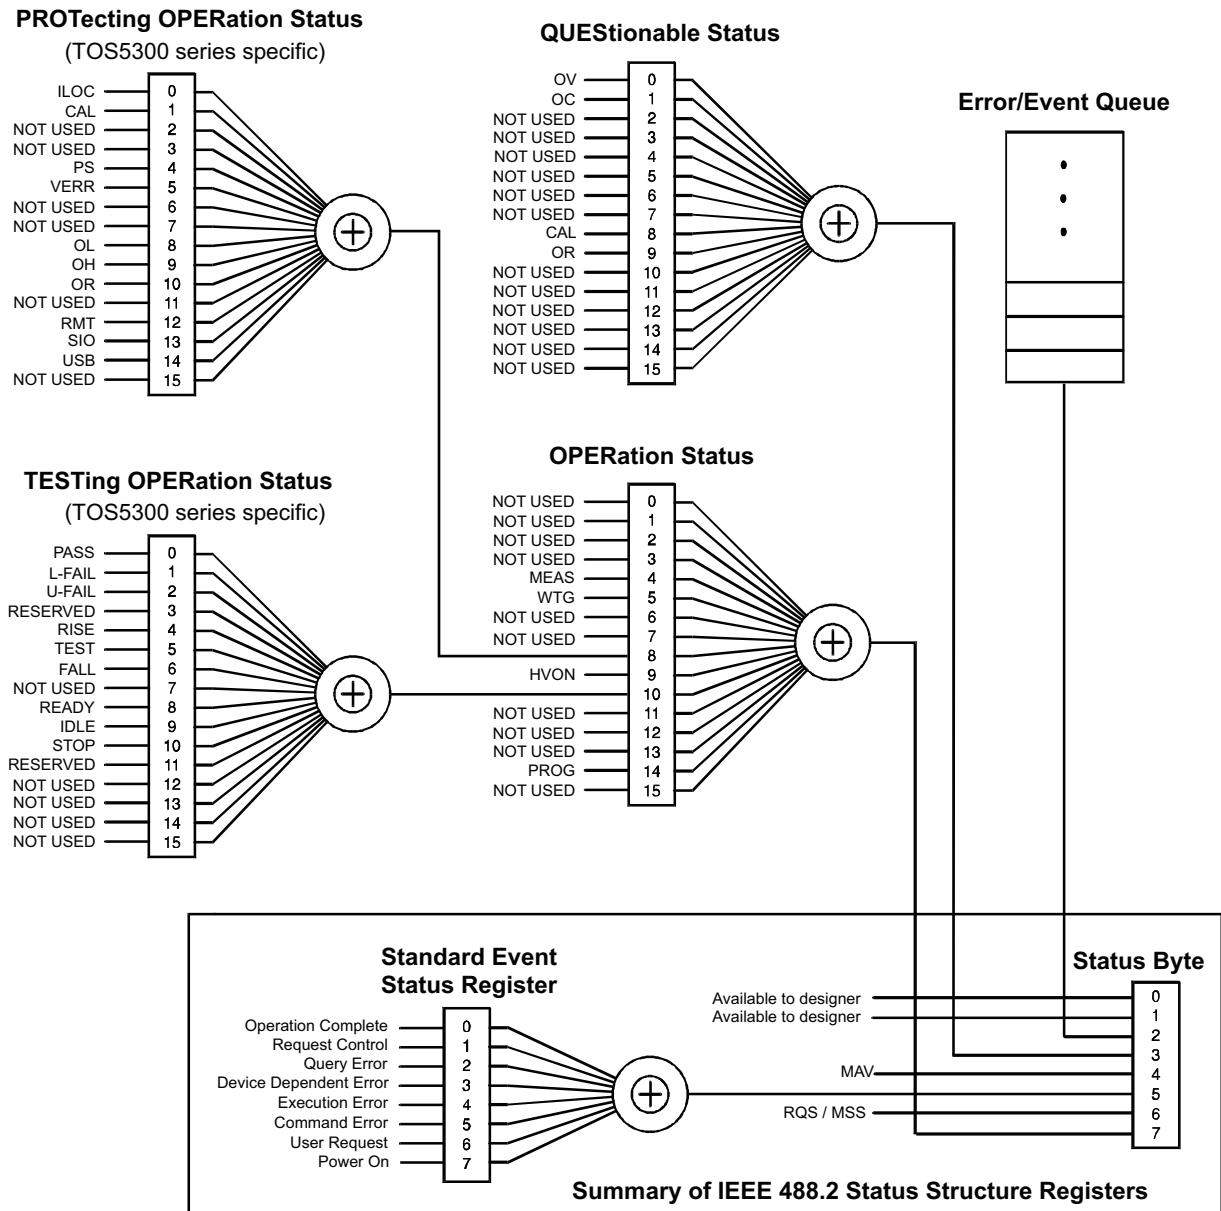 PROTecting OPERation Status
(TOS5300 series specific)
ILOC 0
CAL 1
NOT USED 2
NOT USED 3
PS 4
VERR 5
NOT USED 6
NOT USED 7
OL 8
OH 9
OR 10
NOT USED 11
RMT 12
SIO 13
USB 14
NOT USED 15
QUEStionable Status
OV 0
OC 1
NOT USED 2
NOT USED 3
NOT USED 4
NOT USED 5
NOT USED 6
NOT USED 7
CAL 8
OR 9
NOT USED 10
NOT USED 11
NOT USED 12
NOT USED 13
NOT USED 14
NOT USED 15
Error/Event Queue
TESTing OPERation Status
(TOS5300 series specific)
PASS 0
L-FAIL 1
U-FAIL 2
RESERVED 3
RISE 4
TEST 5
FALL 6
NOT USED 7
READY 8
IDLE 9
STOP 10
RESERVED 11
NOT USED 12
NOT USED 13
NOT USED 14
NOT USED 15
OPERation Status
NOT USED 0
NOT USED 1
NOT USED 2
NOT USED 3
MEAS 4
WTG 5
NOT USED 6
NOT USED 7
8
HVON 9
10
NOT USED 11
NOT USED 12
NOT USED 13
PROG 14
NOT USED 15
Standard Event
Status Register
Operation Complete 0
Request Control 1
Query Error 2
Device Dependent Error 3
Execution Error 4
Command Error 5
User Request 6
Power On 7
Status Byte
Available to designer 0
Available to designer 1
2
3
MAV 4
5
RQS / MSS 6
7
Summary of IEEE 488.2 Status Structure Registers